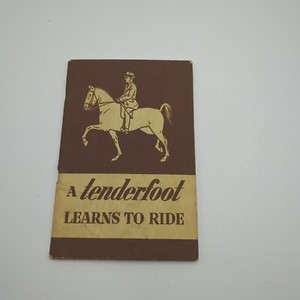 A tenderfoot
LEARNS TO RIDE